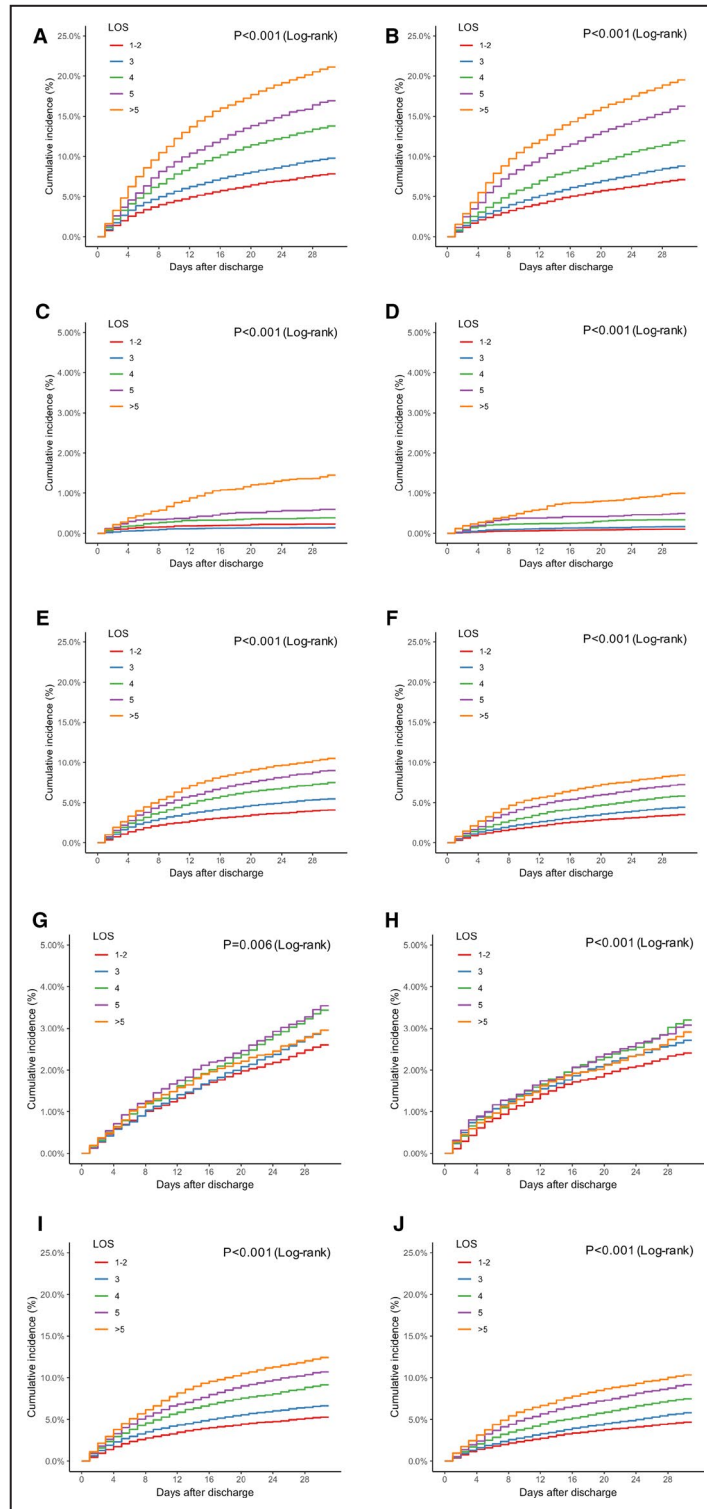 A
LOS
P<0.001 (Log-rank)
1-2
3
4
5
>5
Cumulative incidence (%)
25.0%
20.0%
15.0%
10.0%
5.0%
0.0%
0 4 8 12 16 20 24 28
Days after discharge
B
LOS
P<0.001 (Log-rank)
1-2
3
4
5
>5
Cumulative incidence (%)
25.0%
20.0%
15.0%
10.0%
5.0%
0.0%
0 4 8 12 16 20 24 28
Days after discharge
C
LOS
P<0.001 (Log-rank)
1-2
3
4
5
>5
Cumulative incidence (%)
5.00%
4.00%
3.00%
2.00%
1.00%
0.00%
0 4 8 12 16 20 24 28
Days after discharge
D
LOS
P<0.001 (Log-rank)
1-2
3
4
5
>5
Cumulative incidence (%)
5.00%
4.00%
3.00%
2.00%
1.00%
0.00%
0 4 8 12 16 20 24 28
Days after discharge
E
LOS
P<0.001 (Log-rank)
1-2
3
4
5
>5
Cumulative incidence (%)
25.0%
20.0%
15.0%
10.0%
5.0%
0.0%
0 4 8 12 16 20 24 28
Days after discharge
F
LOS
P<0.001 (Log-rank)
1-2
3
4
5
>5
Cumulative incidence (%)
25.0%
20.0%
15.0%
10.0%
5.0%
0.0%
0 4 8 12 16 20 24 28
Days after discharge
G
LOS
P=0.006 (Log-rank)
1-2
3
4
5
>5
Cumulative incidence (%)
5.00%
4.00%
3.00%
2.00%
1.00%
0.00%
0 4 8 12 16 20 24 28
Days after discharge
H
LOS
P<0.001 (Log-rank)
1-2
3
4
5
>5
Cumulative incidence (%)
5.00%
4.00%
3.00%
2.00%
1.00%
0.00%
0 4 8 12 16 20 24 28
Days after discharge
I
LOS
P<0.001 (Log-rank)
1-2
3
4
5
>5
Cumulative incidence (%)
25.0%
20.0%
15.0%
10.0%
5.0%
0.0%
0 4 8 12 16 20 24 28
Days after discharge
J
LOS
P<0.001 (Log-rank)
1-2
3
4
5
>5
Cumulative incidence (%)
25.0%
20.0%
15.0%
10.0%
5.0%
0.0%
0 4 8 12 16 20 24 28
Days after discharge